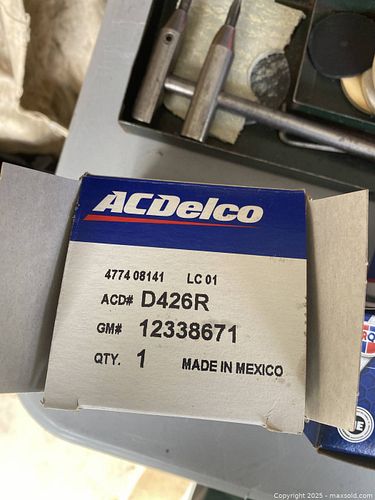 ACDelco
4774 08141 LC 01
ACD# D426R
GM# 12338671
QTY. 1 MADE IN MEXICO
Copyright © 2025 - maxsold.com